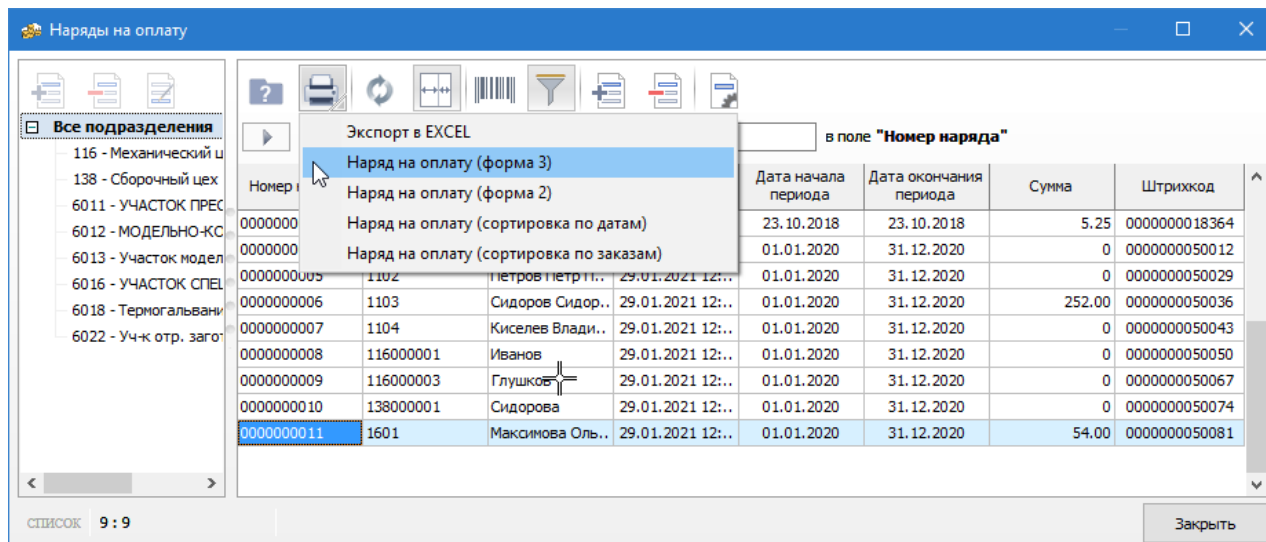 Наряды на оплату
Все подразделения
116 - Механический ц
138 - Сборочный цех
6011 - УЧАСТОК ПРЕС
6012 - МОДЕЛЬНО-КО
6013 - Участок модел
6016 - УЧАСТОК СПЕЦ
6018 - Термогальвани
6022 - Уч-к отр. загот
Экспорт в EXCEL
Наряд на оплату (форма 3)
Наряд на оплату (форма 2)
Наряд на оплату (сортировка по датам)
Наряд на оплату (сортировка по заказам)
в поле "Номер наряда"
Номер Дата начала периода Дата окончания периода Сумма Штрихкод
0000000 23.10.2018 23.10.2018 5.25 0000000018364
0000000 01.01.2020 31.12.2020 0 0000000050012
0000000005 1102 Петров Петр П.. 29.01.2021 12:.. 01.01.2020 31.12.2020 0 0000000050029
0000000006 1103 Сидоров Сидор.. 29.01.2021 12:.. 01.01.2020 31.12.2020 252.00 0000000050036
0000000007 1104 Киселев Влади.. 29.01.2021 12:.. 01.01.2020 31.12.2020 0 0000000050043
0000000008 116000001 Иванов 29.01.2021 12:.. 01.01.2020 31.12.2020 0 0000000050050
0000000009 116000003 Глушков 29.01.2021 12:.. 01.01.2020 31.12.2020 0 0000000050067
0000000010 138000001 Сидорова 29.01.2021 12:.. 01.01.2020 31.12.2020 0 0000000050074
0000000011 1601 Максимова Оль.. 29.01.2021 12:.. 01.01.2020 31.12.2020 54.00 0000000050081
СПИСОК 9:9
Закрыть